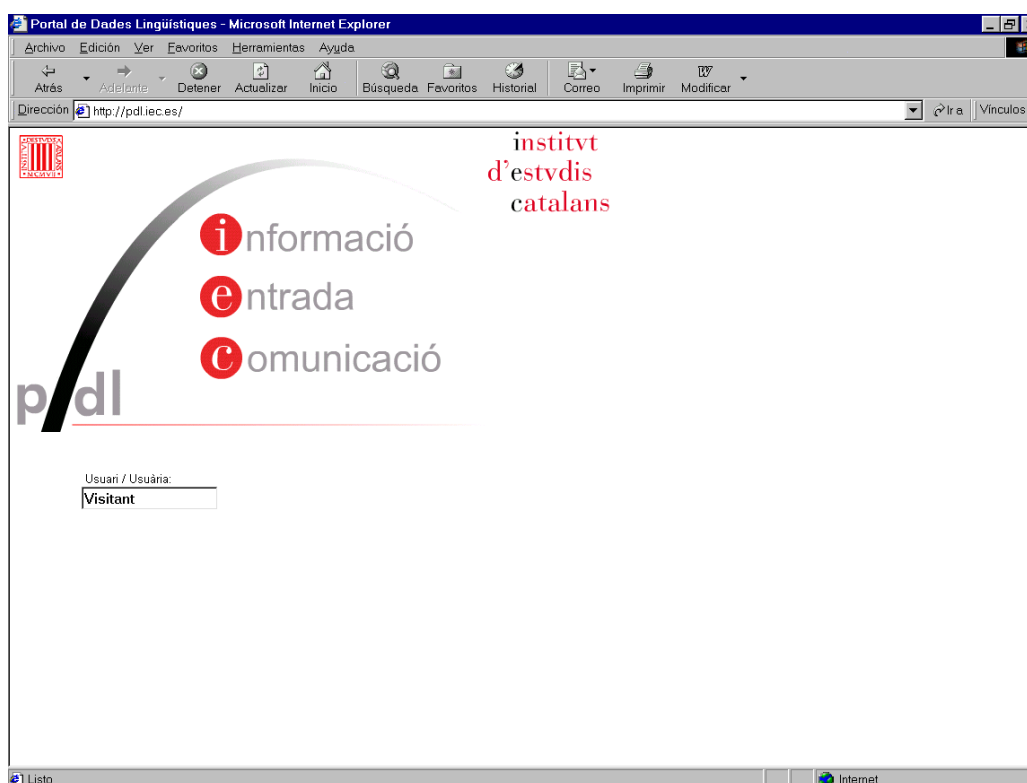 Portal de Dades Lingüístiques - Microsoft Internet Explorer
Archivo Edición Ver Favoritos Herramientas Ayuda
Atrás Adelante Detener Actualizar Inicio Búsqueda Favoritos Historial Correo Imprimir Modificar
Dirección http://pdl.iec.es/ Ir a Vínculos
institvt
d'estvdis
catalans
informació
entrada
comunicació
pdl
Usuari / Usuària:
Visitant
Listo Internet